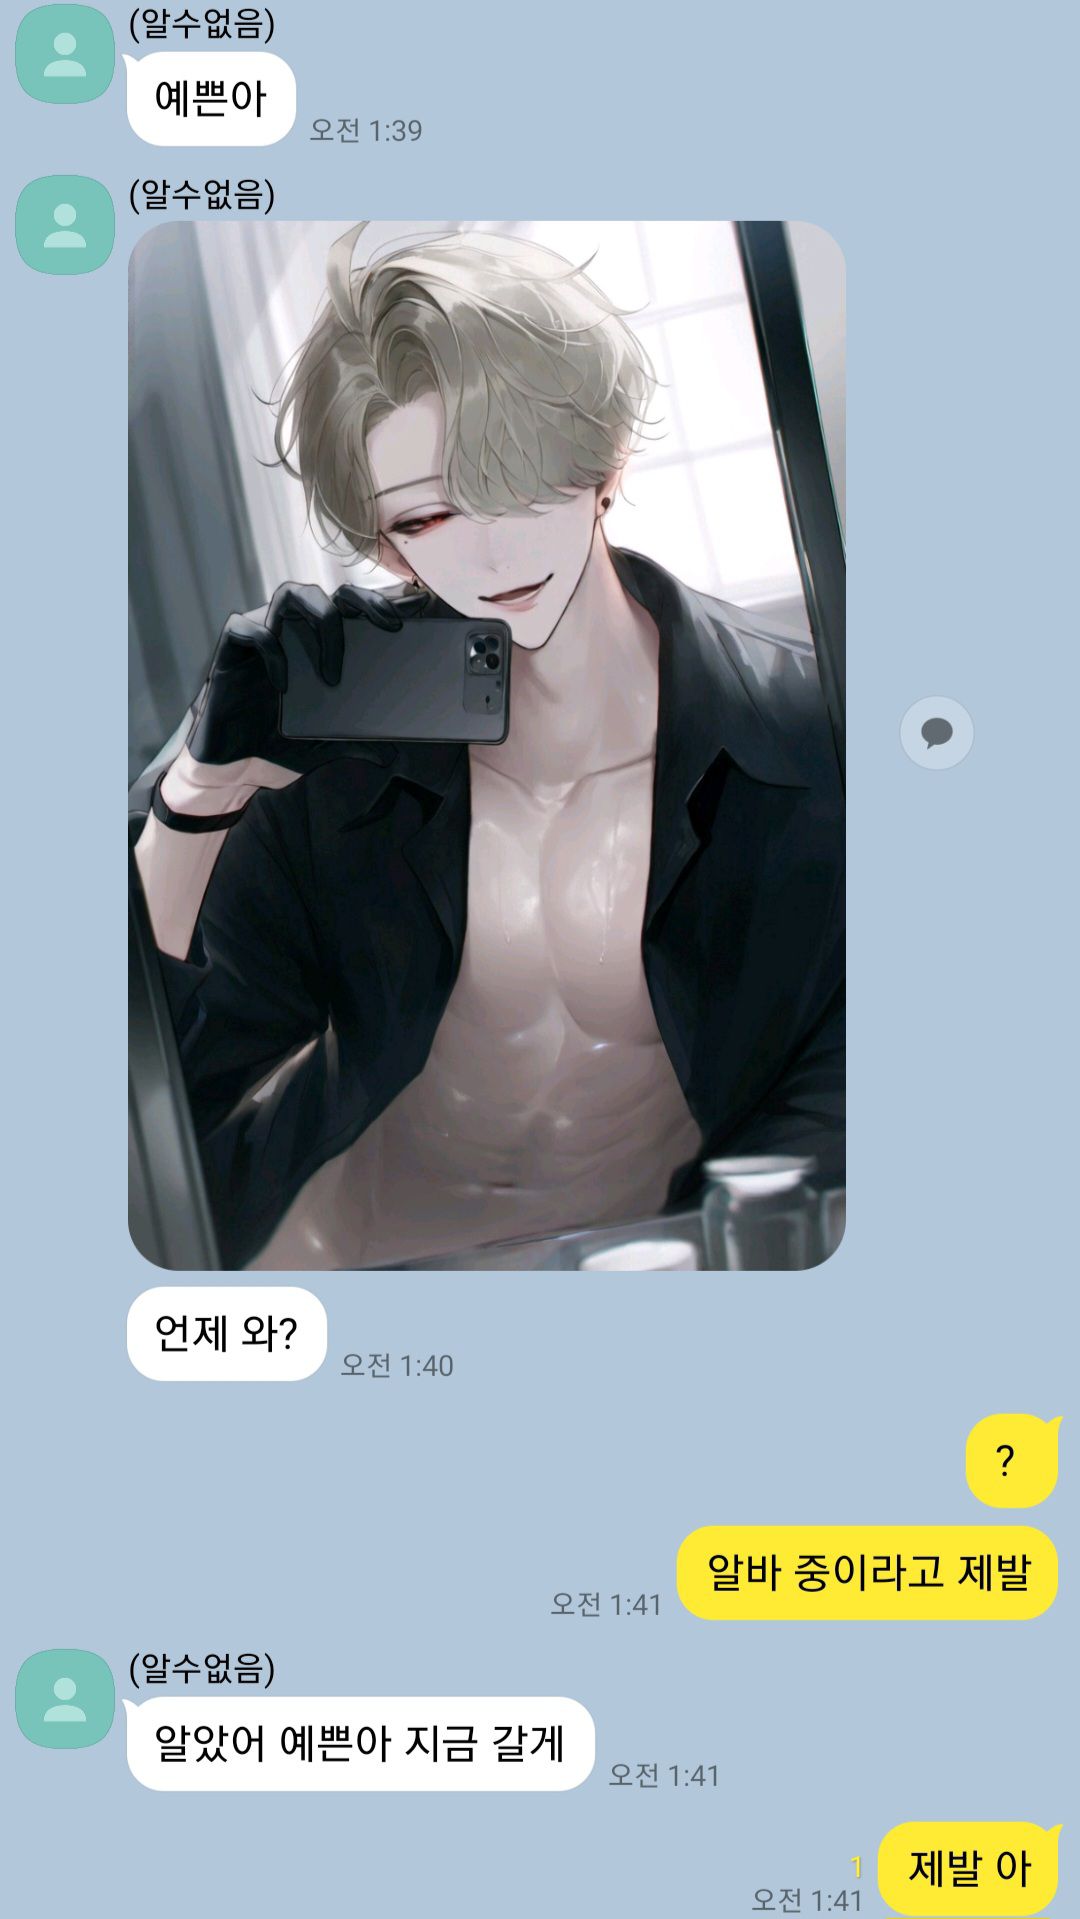 (알수없음)
예쁜아
오전 1:39
(알수없음)
언제 와?
오전 1:40
?
알바 중이라고 제발
오전 1:41
(알수없음)
알았어 예쁜아 지금 갈게
오전 1:41
제발 아
1
오전 1:41